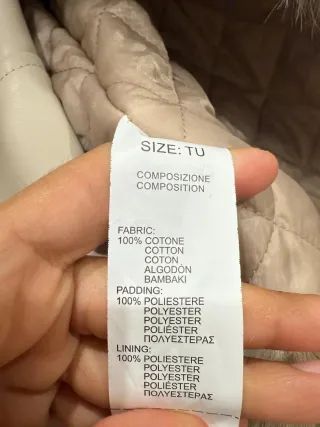 SIZE: TU
COMPOSIZIONE
COMPOSITION
FABRIC:
100% COTONE
COTTON
COTON
ALGODÓN
BAMBAKI
PADDING:
100% POLIESTERE
POLYESTER
POLYESTER
POLIÉSTER
ΠΟΛΥΕΣΤΕΡΑΣ
LINING:
100% POLIESTERE
POLYESTER
POLYESTER
POLIÉSTER
ΠΟΛΥΕΣΤΕΡΑΣ